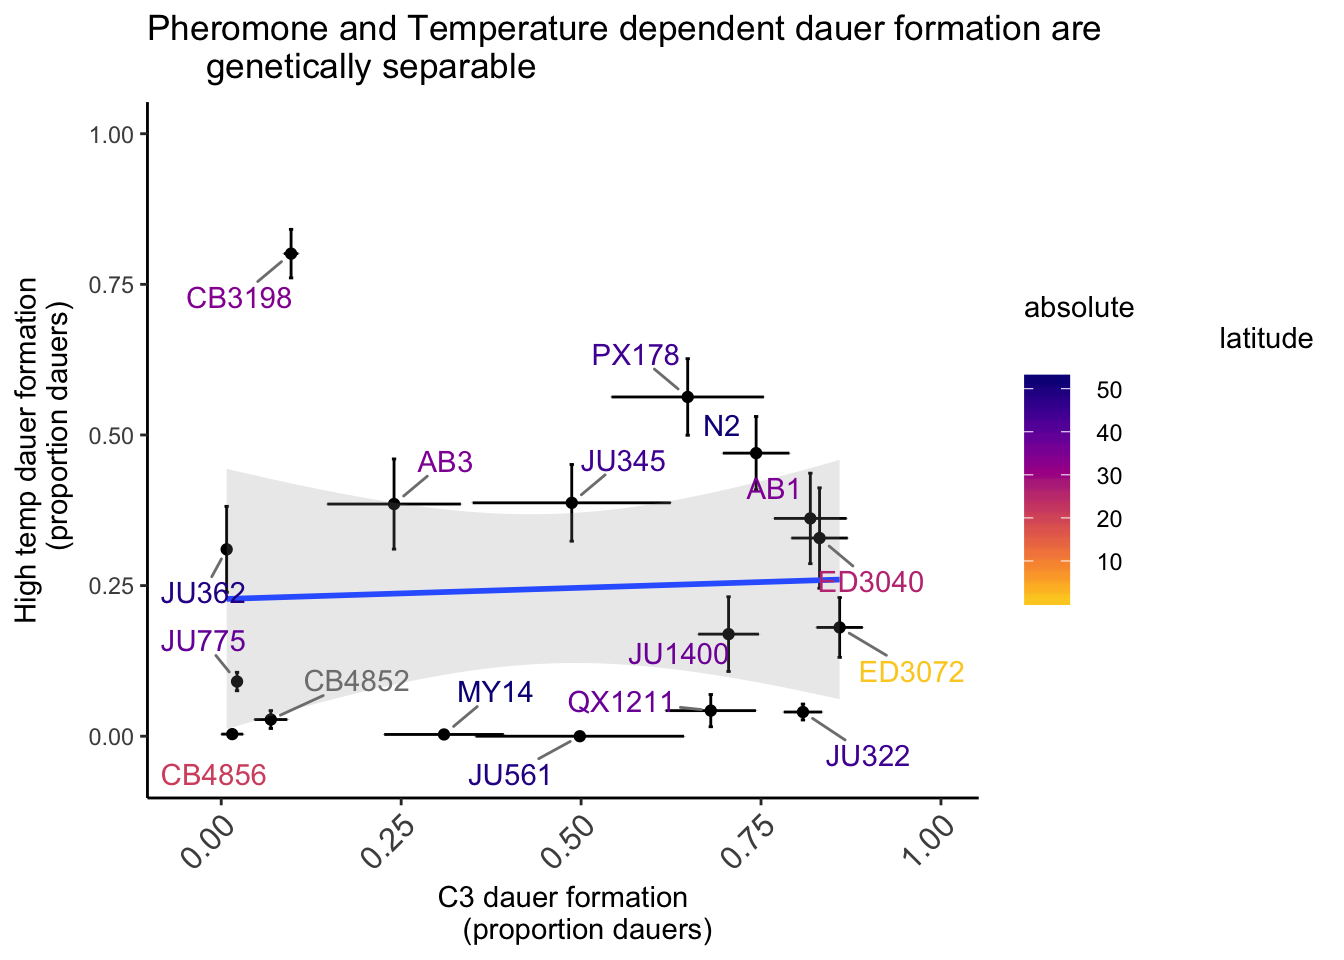 Pheromone and Temperature dependent dauer formation are
genetically separable
High temp dauer formation
(proportion dauers)
1.00
0.75
0.50
0.25
0.00
CB3198
PX178
N2
AB3
JU345
AB1
JU362
ED3040
JU775
JU1400
ED3072
CB4852
MY14
QX1211
JU322
CB4856
JU561
0.00
0.25
0.50
0.75
1.00
C3 dauer formation
(proportion dauers)
absolute
latitude
50
40
30
20
10